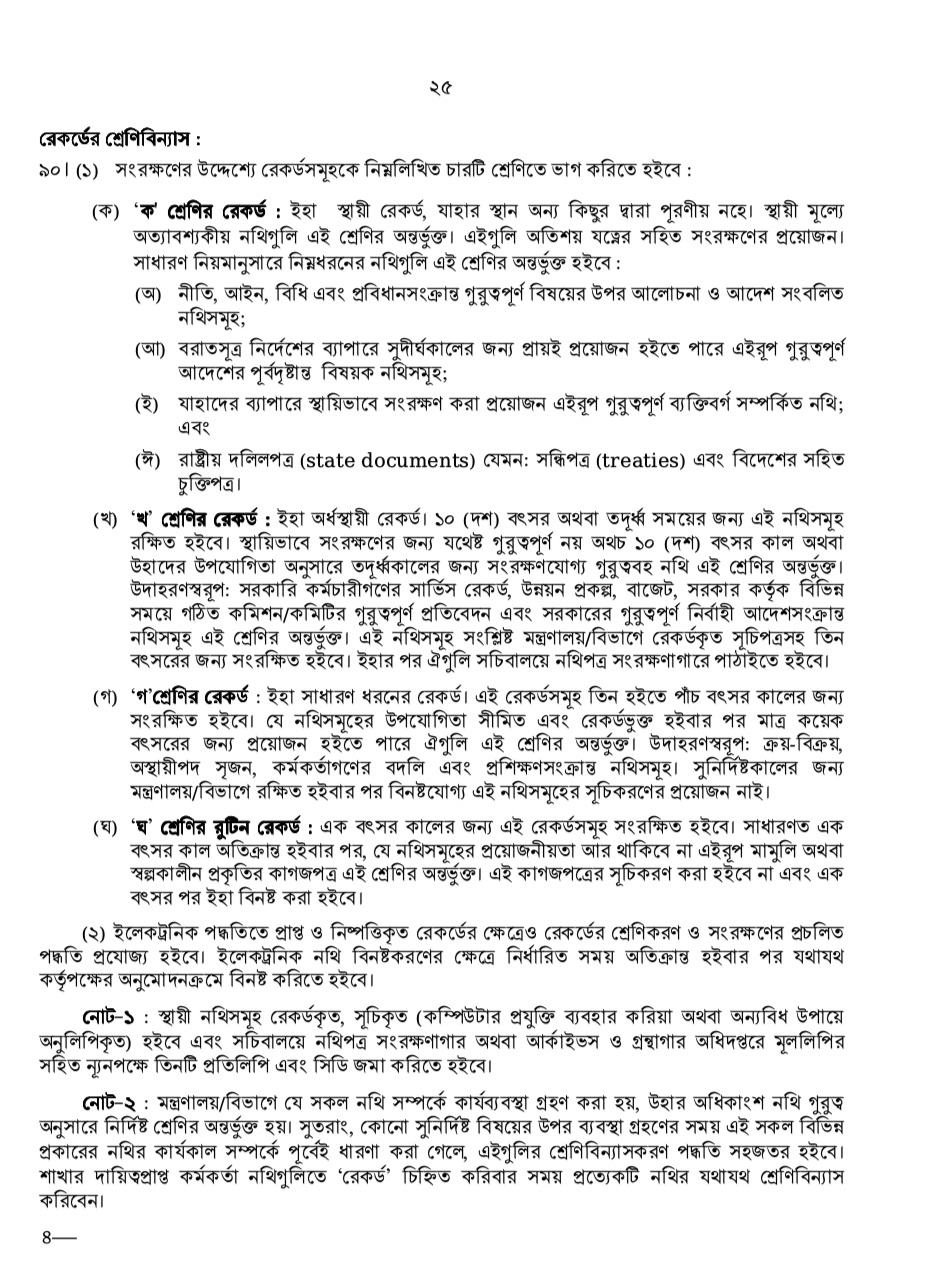 ২৫
রেকর্ডের শ্রেণিবিন্যাস :
৯০। (১) সংরক্ষণের উদ্দেশ্যে রেকর্ডসমূহকে নিম্নলিখিত চারটি শ্রেণিতে ভাগ করিতে হইবে :
(ক) ‘ক’ শ্রেণির রেকর্ড : ইহা স্থায়ী রেকর্ড, যাহার স্থান অন্য কিছুর দ্বারা পূরণীয় নহে। স্থায়ী মূল্যে
অত্যাবশ্যকীয় নথিগুলি এই শ্রেণির অন্তর্ভুক্ত। এইগুলি অতিশয় যত্নের সহিত সংরক্ষণের প্রয়োজন।
সাধারণ নিয়মানুসারে নিম্নধরনের নথিগুলি এই শ্রেণির অন্তর্ভুক্ত হইবে :
(অ) নীতি, আইন, বিধি এবং প্রবিধানসংক্রান্ত গুরুত্বপূর্ণ বিষয়ের উপর আলোচনা ও আদেশ সংবলিত
নথিসমূহ;
(আ) বরাতসূত্র নির্দেশের ব্যাপারে সুদীর্ঘকালের জন্য প্রায়ই প্রয়োজন হইতে পারে এইরূপ গুরুত্বপূর্ণ
আদেশের পূর্বদৃষ্টান্ত বিষয়ক নথিসমূহ;
(ই) যাহাদের ব্যাপারে স্থায়িভাবে সংরক্ষণ করা প্রয়োজন এইরূপ গুরুত্বপূর্ণ ব্যক্তিবর্গ সম্পর্কিত নথি;
এবং
(ঈ) রাষ্ট্রীয় দলিলপত্র (state documents) যেমন: সন্ধিপত্র (treaties) এবং বিদেশের সহিত
চুক্তিপত্র।
(খ) ‘খ’ শ্রেণির রেকর্ড : ইহা অর্ধস্থায়ী রেকর্ড। ১০ (দশ) বৎসর অথবা তদূর্ধ্ব সময়ের জন্য এই নথিসমূহ
রক্ষিত হইবে। স্থায়িভাবে সংরক্ষণের জন্য যথেষ্ট গুরুত্বপূর্ণ নয় অথচ ১০ (দশ) বৎসর কাল অথবা
উহাদের উপযোগিতা অনুসারে তদূর্ধ্বকালের জন্য সংরক্ষণযোগ্য গুরুত্ববহ নথি এই শ্রেণির অন্তর্ভুক্ত।
উদাহরণস্বরূপ: সরকারি কর্মচারীগণের সার্ভিস রেকর্ড, উন্নয়ন প্রকল্প, বাজেট, সরকার কর্তৃক বিভিন্ন
সময়ে গঠিত কমিশন/কমিটির গুরুত্বপূর্ণ প্রতিবেদন এবং সরকারের গুরুত্বপূর্ণ নির্বাহী আদেশসংক্রান্ত
নথিসমূহ এই শ্রেণির অন্তর্ভুক্ত। এই নথিসমূহ সংশ্লিষ্ট মন্ত্রণালয়/বিভাগে রেকর্ডকৃত সূচিপত্রসহ তিন
বৎসরের জন্য সংরক্ষিত হইবে। ইহার পর ঐগুলি সচিবালয়ে নথিপত্র সংরক্ষণাগারে পাঠাইতে হইবে।
(গ) ‘গ’শ্রেণির রেকর্ড : ইহা সাধারণ ধরনের রেকর্ড। এই রেকর্ডসমূহ তিন হইতে পাঁচ বৎসর কালের জন্য
সংরক্ষিত হইবে। যে নথিসমূহের উপযোগিতা সীমিত এবং রেকর্ডভুক্ত হইবার পর মাত্র কয়েক
বৎসরের জন্য প্রয়োজন হইতে পারে ঐগুলি এই শ্রেণির অন্তর্ভুক্ত। উদাহরণস্বরূপ: ক্রয়-বিক্রয়,
অস্থায়ীপদ সৃজন, কর্মকর্তাগণের বদলি এবং প্রশিক্ষণসংক্রান্ত নথিসমূহ। সুনির্দিষ্টকালের জন্য
মন্ত্রণালয়/বিভাগে রক্ষিত হইবার পর বিনষ্টযোগ্য এই নথিসমূহের সূচিকরণের প্রয়োজন নাই।
(ঘ) ‘ঘ’ শ্রেণির রুটিন রেকর্ড : এক বৎসর কালের জন্য এই রেকর্ডসমূহ সংরক্ষিত হইবে। সাধারণত এক
বৎসর কাল অতিক্রান্ত হইবার পর, যে নথিসমূহের প্রয়োজনীয়তা আর থাকিবে না এইরূপ মামুলি অথবা
স্বল্পকালীন প্রকৃতির কাগজপত্র এই শ্রেণির অন্তর্ভুক্ত। এই কাগজপত্রের সূচিকরণ করা হইবে না এবং এক
বৎসর পর ইহা বিনষ্ট করা হইবে।
(২) ইলেকট্রনিক পদ্ধতিতে প্রাপ্ত ও নিষ্পত্তিকৃত রেকর্ডের ক্ষেত্রেও রেকর্ডের শ্রেণিকরণ ও সংরক্ষণের প্রচলিত
পদ্ধতি প্রযোজ্য হইবে। ইলেকট্রনিক নথি বিনষ্টকরণের ক্ষেত্রে নির্ধারিত সময় অতিক্রান্ত হইবার পর যথাযথ
কর্তৃপক্ষের অনুমোদনক্রমে বিনষ্ট করিতে হইবে।
নোট–১ : স্থায়ী নথিসমূহ রেকর্ডকৃত, সূচিকৃত (কম্পিউটার প্রযুক্তি ব্যবহার করিয়া অথবা অন্যবিধ উপায়ে
অনুলিপিকৃত) হইবে এবং সচিবালয়ে নথিপত্র সংরক্ষণাগার অথবা আর্কাইভস ও গ্রন্থাগার অধিদপ্তরে মূললিপির
সহিত ন্যূনপক্ষে তিনটি প্রতিলিপি এবং সিডি জমা করিতে হইবে।
নোট–২ : মন্ত্রণালয়/বিভাগে যে সকল নথি সম্পর্কে কার্যব্যবস্থা গ্রহণ করা হয়, উহার অধিকাংশ নথি গুরুত্ব
অনুসারে নির্দিষ্ট শ্রেণির অন্তর্ভুক্ত হয়। সুতরাং, কোনো সুনির্দিষ্ট বিষয়ের উপর ব্যবস্থা গ্রহণের সময় এই সকল বিভিন্ন
প্রকারের নথির কার্যকাল সম্পর্কে পূর্বেই ধারণা করা গেলে, এইগুলির শ্রেণিবিন্যাসকরণ পদ্ধতি সহজতর হইবে।
শাখার দায়িত্বপ্রাপ্ত কর্মকর্তা নথিগুলিতে ‘রেকর্ড’ চিহ্নিত করিবার সময় প্রত্যেকটি নথির যথাযথ শ্রেণিবিন্যাস
করিবেন।
8—